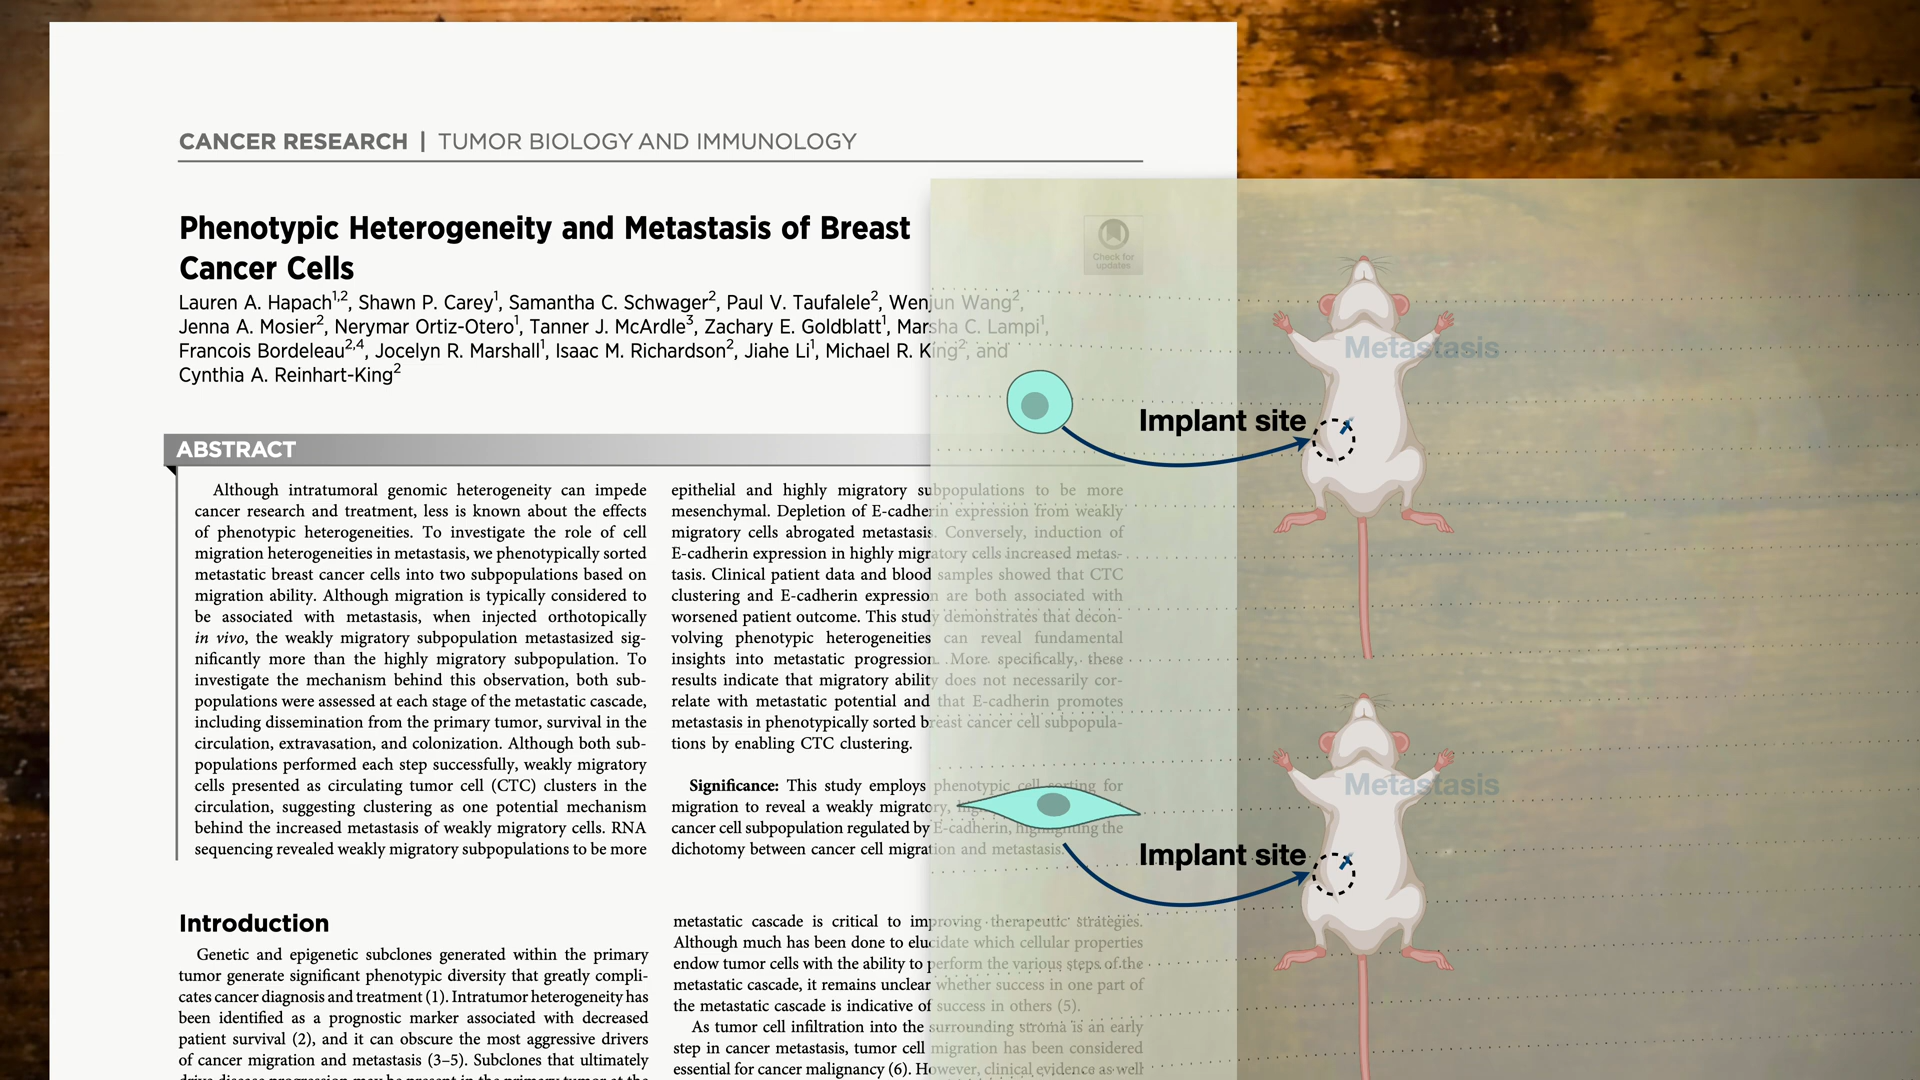 CANCER RESEARCH | TUMOR BIOLOGY AND IMMUNOLOGY
Phenotypic Heterogeneity and Metastasis of Breast
Cancer Cells
Check for
updates
Lauren A. Hapach1,2, Shawn P. Carey1, Samantha C. Schwager2, Paul V. Taufalele2, Wenjun Wang2,
Jenna A. Mosier2, Nerymar Ortiz-Otero1, Tanner J. McArdle3, Zachary E. Goldblatt1, Marsha C. Lampi1,
Francois Bordeleau2,4, Jocelyn R. Marshall1, Isaac M. Richardson2, Jiahe Li1, Michael R. King2, and
Cynthia A. Reinhart-King2
ABSTRACT
Although intratumoral genomic heterogeneity can impede
cancer research and treatment, less is known about the effects
of phenotypic heterogeneities. To investigate the role of cell
migration heterogeneities in metastasis, we phenotypically sorted
metastatic breast cancer cells into two subpopulations based on
migration ability. Although migration is typically considered to
be associated with metastasis, when injected orthotopically
in vivo, the weakly migratory subpopulation metastasized sig-
nificantly more than the highly migratory subpopulation. To
investigate the mechanism behind this observation, both sub-
populations were assessed at each stage of the metastatic cascade,
including dissemination from the primary tumor, survival in the
circulation, extravasation, and colonization. Although both sub-
populations performed each step successfully, weakly migratory
cells presented as circulating tumor cell (CTC) clusters in the
circulation, suggesting clustering as one potential mechanism
behind the increased metastasis of weakly migratory cells. RNA
sequencing revealed weakly migratory subpopulations to be more
epithelial and highly migratory subpopulations to be more
mesenchymal. Depletion of E-cadherin expression from weakly
migratory cells abrogated metastasis. Conversely, induction of
E-cadherin expression in highly migratory cells increased metas-
tasis. Clinical patient data and blood samples showed that CTC
clustering and E-cadherin expression are both associated with
worsened patient outcome. This study demonstrates that decon-
volving phenotypic heterogeneities can reveal fundamental
insights into metastatic progression. More specifically, these
results indicate that migratory ability does not necessarily cor-
relate with metastatic potential and that E-cadherin promotes
metastasis in phenotypically sorted breast cancer cell subpopula-
tions by enabling CTC clustering.
Significance: This study employs phenotypic cell sorting for
migration to reveal a weakly migratory,
cancer cell subpopulation regulated by E-cadherin, highlighting the
dichotomy between cancer cell migration and metastasis.
Introduction
Genetic and epigenetic subclones generated within the primary
tumor generate significant phenotypic diversity that greatly compli-
cates cancer diagnosis and treatment (1). Intratumor heterogeneity has
been identified as a prognostic marker associated with decreased
patient survival (2), and it can obscure the most aggressive drivers
of cancer migration and metastasis (3–5). Subclones that ultimately
metastatic cascade is critical to improving therapeutic strategies.
Although much has been done to elucidate which cellular properties
endow tumor cells with the ability to perform the various steps of the
metastatic cascade, it remains unclear whether success in one part of
the metastatic cascade is indicative of success in others (5).
As tumor cell infiltration into the surrounding stroma is an early
step in cancer metastasis, tumor cell migration has been considered
essential for cancer malignancy (6). However, clinical evidence as well
Metastasis
Implant site
Metastasis
Implant site